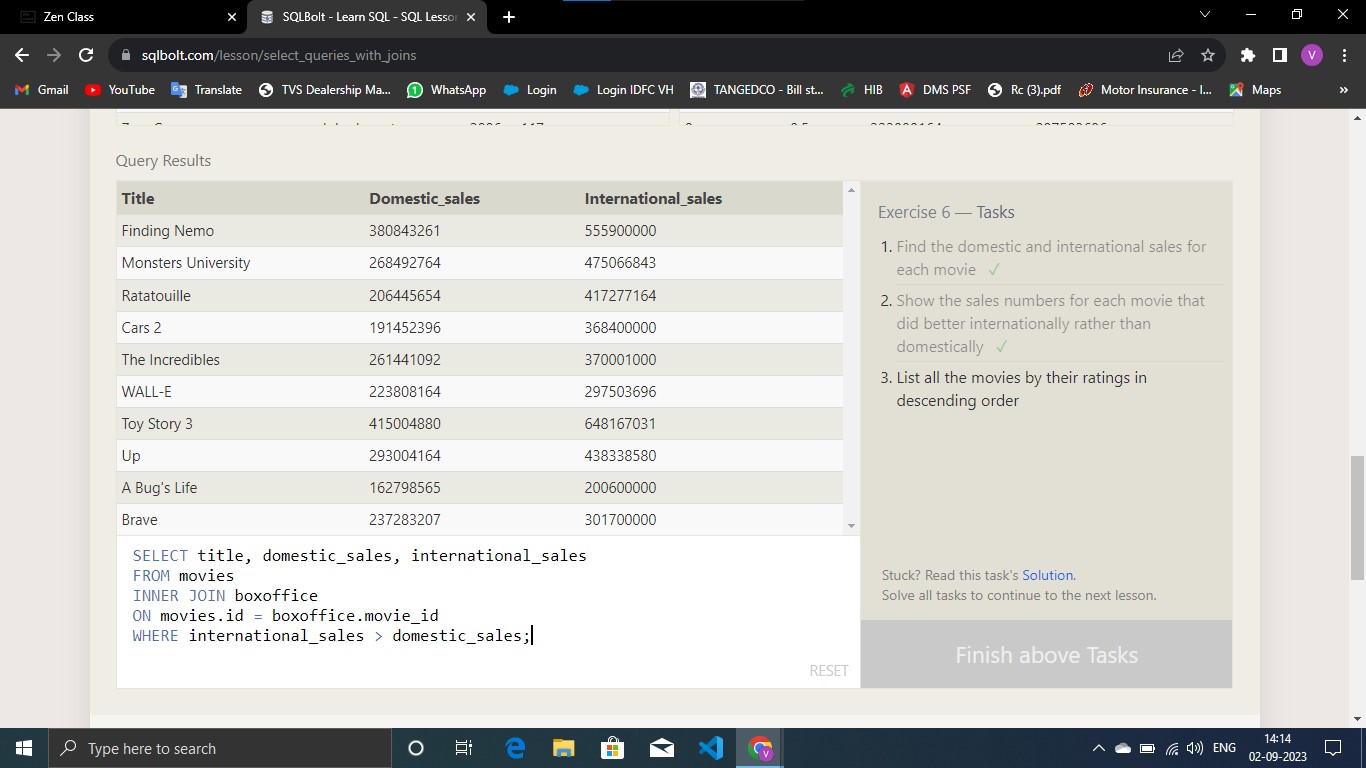 Zen Class
SQLBolt - Learn SQL - SQL Lesson
sqlbolt.com/lesson/select_queries_with_joins
V
Gmail YouTube Translate TVS Dealership Ma... WhatsApp Login Login IDFC VH TANGEDCO - Bill st... HIB DMS PSF Rc (3).pdf Motor Insurance - I... Maps »
Query Results
Title Domestic_sales International_sales
Finding Nemo 380843261 555900000
Monsters University 268492764 475066843
Ratatouille 206445654 417277164
Cars 2 191452396 368400000
The Incredibles 261441092 370001000
WALL-E 223808164 297503696
Toy Story 3 415004880 648167031
Up 293004164 438338580
A Bug's Life 162798565 200600000
Brave 237283207 301700000
SELECT title, domestic_sales, international_sales
FROM movies
INNER JOIN boxoffice
ON movies.id = boxoffice.movie_id
WHERE international_sales > domestic_sales;
RESET
Exercise 6 — Tasks
1. Find the domestic and international sales for
each movie ✓
2. Show the sales numbers for each movie that
did better internationally rather than
domestically ✓
3. List all the movies by their ratings in
descending order
Stuck? Read this task's Solution.
Solve all tasks to continue to the next lesson.
Finish above Tasks
Type here to search
ENG
14:14
02-09-2023